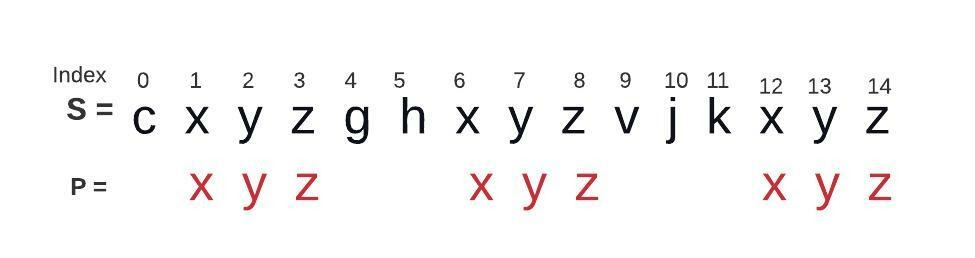 Index 0 1 2 3 4 5 6 7 8 9 10 11 12 13 14
S = c x y z g h x y z v j k x y z
P = x y z x y z x y z